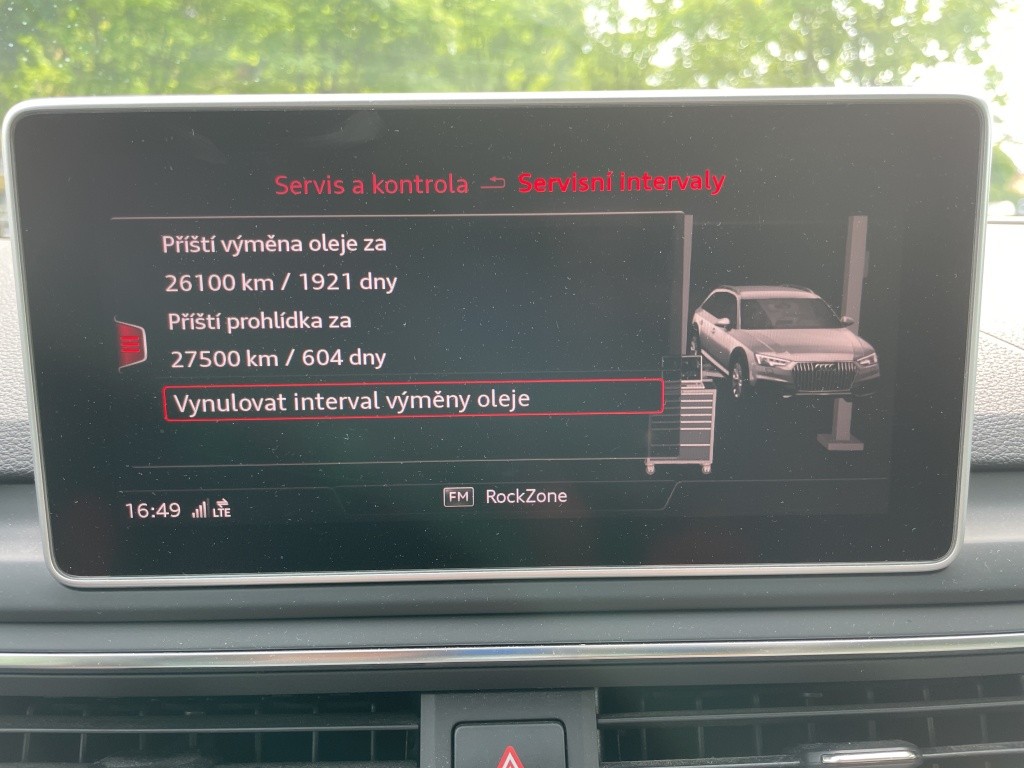 Servis a kontrola Servisní intervaly
Příští výměna oleje za
26100 km / 1921 dny
Příští prohlídka za
27500 km / 604 dny
Vynulovat interval výměny oleje
FM RockZone
16:49 LTE